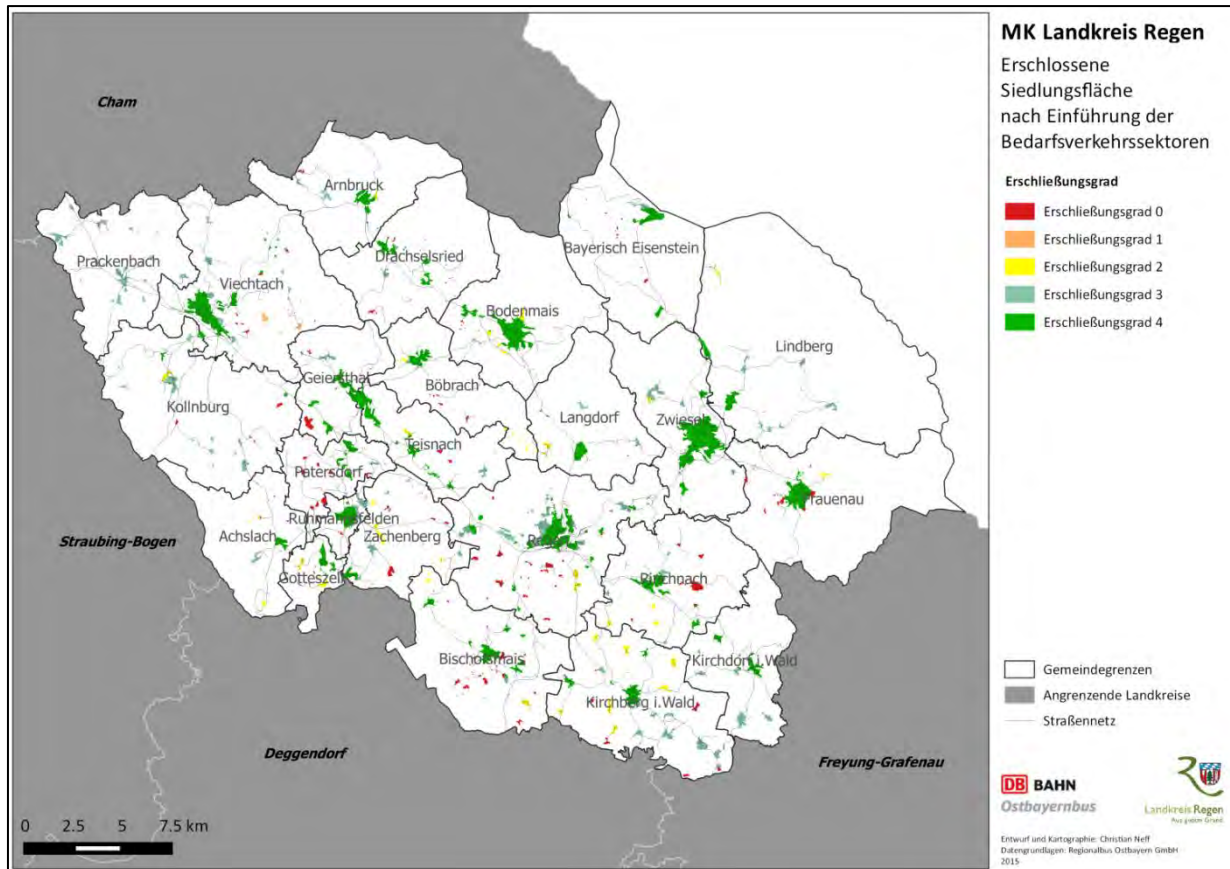 MK Landkreis Regen
Erschlossene
Siedlungsfläche
nach Einführung der
Bedarfsverkehrssektoren
Erschließungsgrad
Erschließungsgrad 0
Erschließungsgrad 1
Erschließungsgrad 2
Erschließungsgrad 3
Erschließungsgrad 4
Cham
Arnbruck
Bayerisch Eisenstein
Drachselsried
Prackenbach
Viechtach
Bodenmais
Lindberg
Geiersthal
Böbrach
Kollnburg
Langdorf
Zwiesel
Teisnach
Patersdorf
Frauenau
Ruhmannsfelden
Achslach
Zachenberg
Regen
Straubing-Bogen
Gotteszell
Rinchnach
Bischofsmais
Kirchdorf i.Wald
Kirchberg i.Wald
Deggendorf
Freyung-Grafenau
Gemeindegrenzen
Angrenzende Landkreise
Straßennetz
DB BAHN
Ostbayernbus
Landkreis Regen
Aus gutem Grund
0 2.5 5 7.5 km
Entwurf und Kartographie: Christian Neff
Datengrundlagen: Regionalbus Ostbayern GmbH
2015